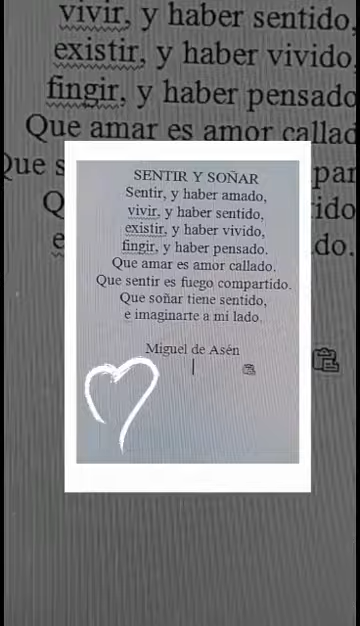 vivir, y haber sentido,
existir, y haber vivido.
fingir, y haber pensado
Que amar es amor callad
SENTIR Y SOÑAR
Sentir, y haber amado,
vivir, y haber sentido,
existir, y haber vivido,
fingir, y haber pensado.
Que amar es amor callado.
Que sentir es fuego compartido.
Que soñar tiene sentido,
e imaginarte a mi lado.
Miguel de Asén